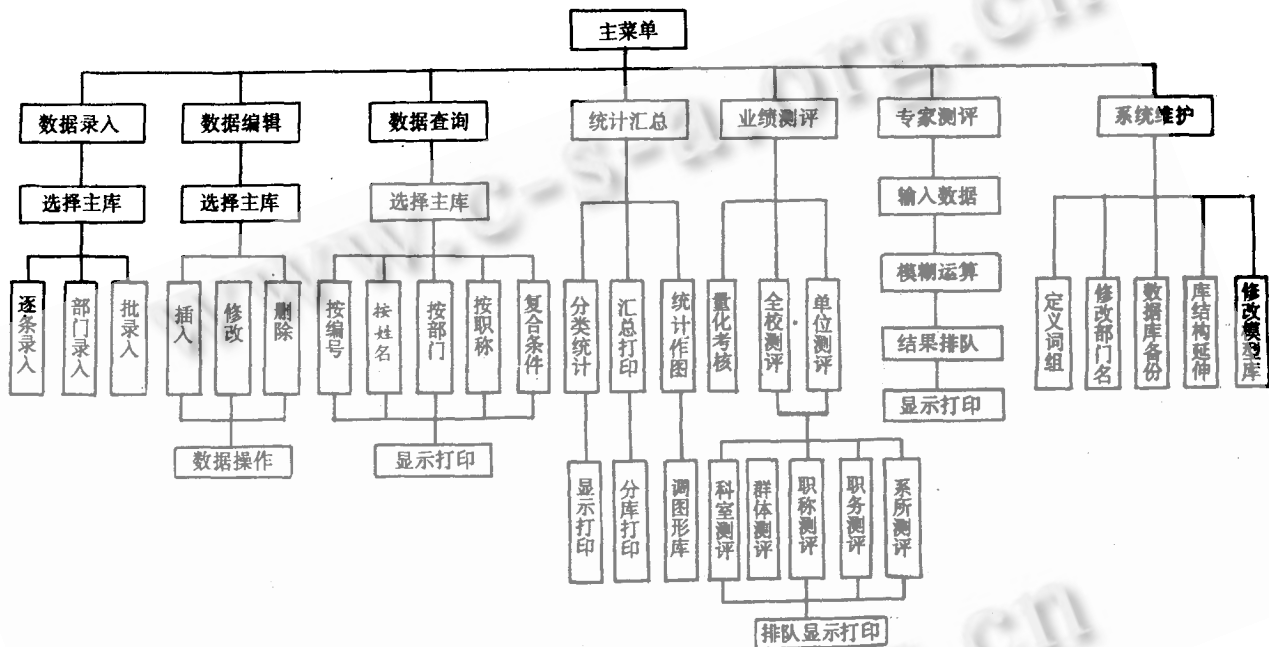 主菜单
数据录入
数据编辑
数据查询
统计汇总
业绩测评
专家测评
系统维护
选择主库
选择主库
选择主库
输入数据
模糊运算
结果排队
显示打印
逐条录入
部门录入
批录入
插入
修改
删除
按编号
按姓名
按部门
按职称
复合条件
分类统计
汇总打印
统计作图
量化考核
全校测评
单位测评
定义词组
修改部门名
数据库备份
库结构延伸
修改模型库
数据操作
显示打印
显示打印
分库打印
调图形库
科室测评
群体测评
职称测评
职务测评
系所测评
排队显示打印
www.c-s-a.org.cn